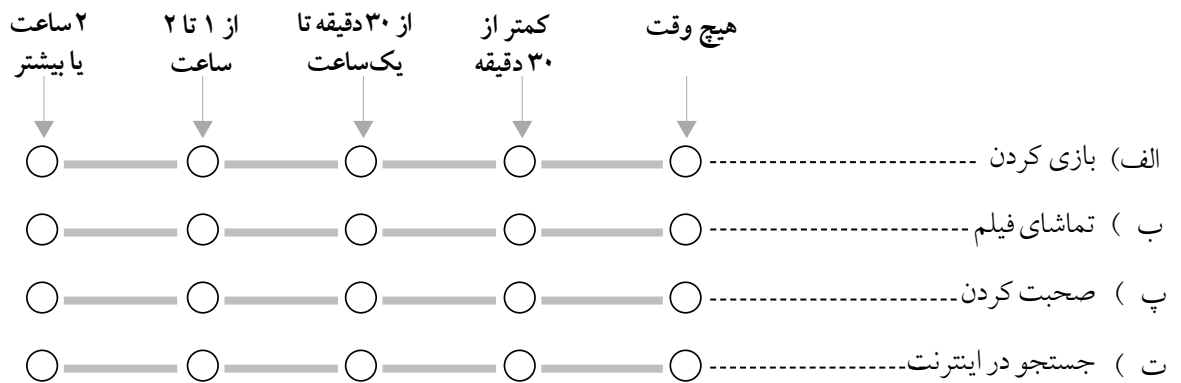 هیچ وقت
کمتر از
۳۰ دقیقه
از ۳۰ دقیقه تا
یک‌ساعت
از ۱ تا ۲
ساعت
۲ ساعت
یا بیشتر
الف) بازی کردن
ب ) تماشای فیلم
پ ) صحبت کردن
ت ) جستجو در اینترنت